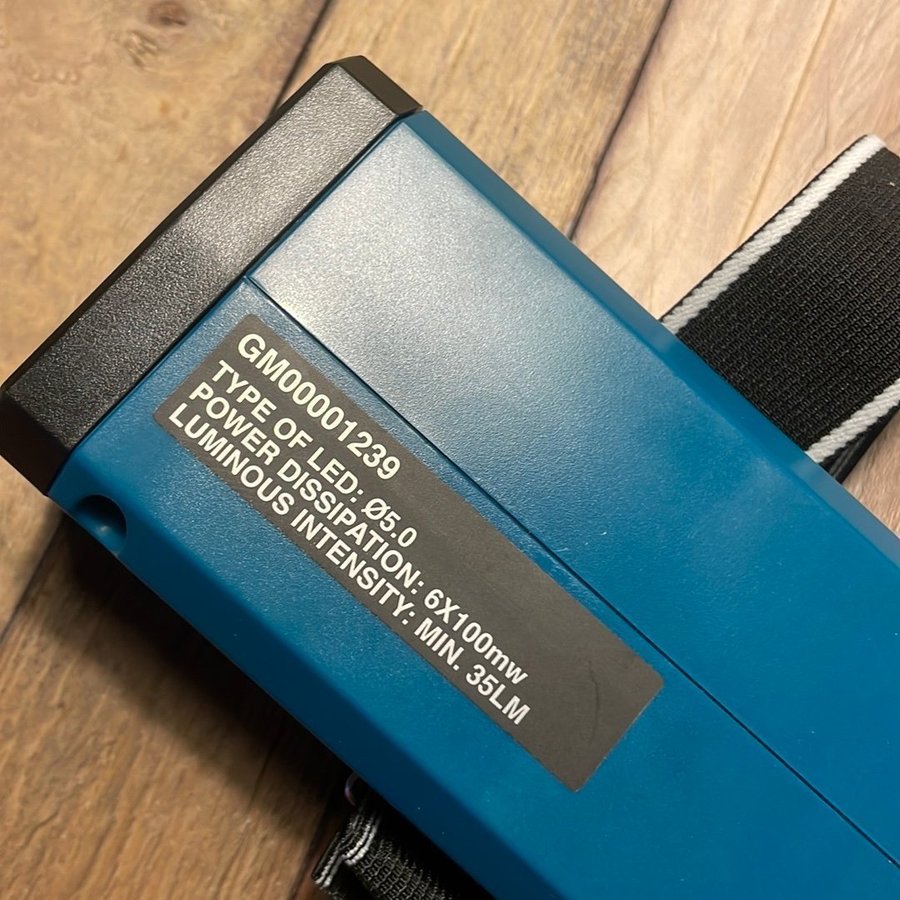 GM00001239
TYPE OF LED: Ø5.0
POWER DISSIPATION: 6X100mw
LUMINOUS INTENSITY: MIN. 35LM